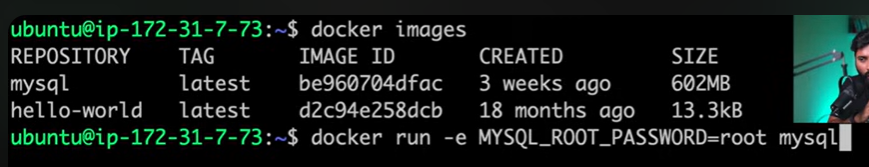 ubuntu@ip-172-31-7-73:~$ docker images
REPOSITORY TAG IMAGE ID CREATED SIZE
mysql latest be960704dfac 3 weeks ago 602MB
hello-world latest d2c94e258dcb 18 months ago 13.3kB
ubuntu@ip-172-31-7-73:~$ docker run -e MYSQL_ROOT_PASSWORD=root mysql